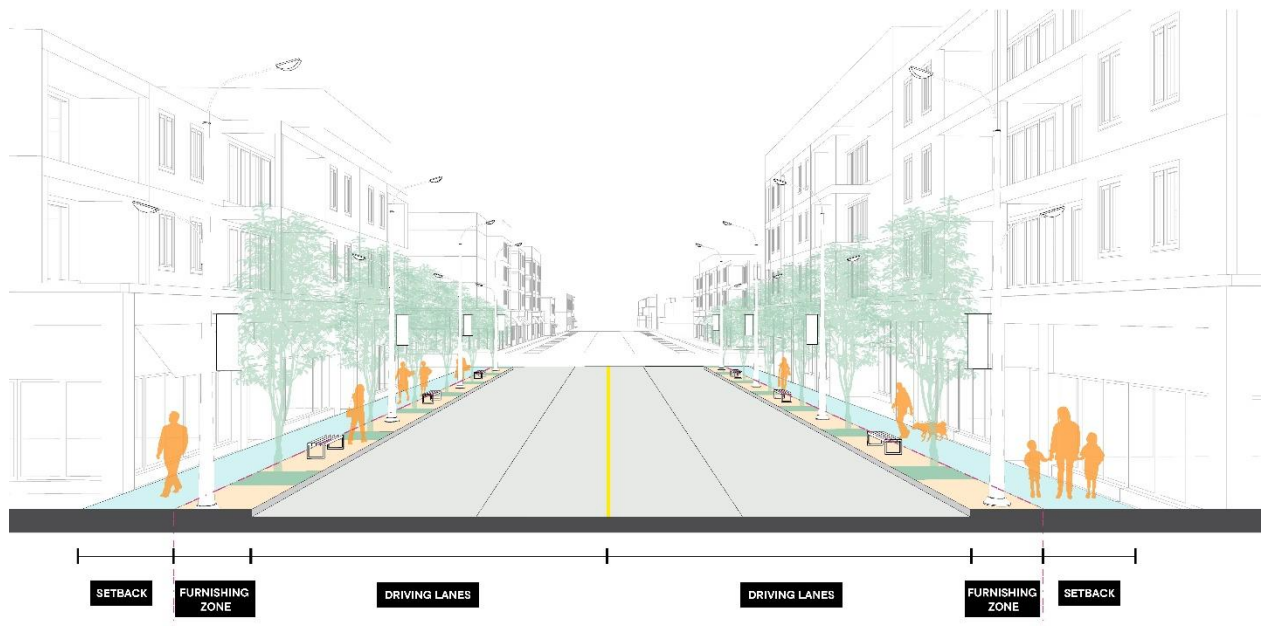 SETBACK
FURNISHING
ZONE
DRIVING LANES
DRIVING LANES
FURNISHING
ZONE
SETBACK